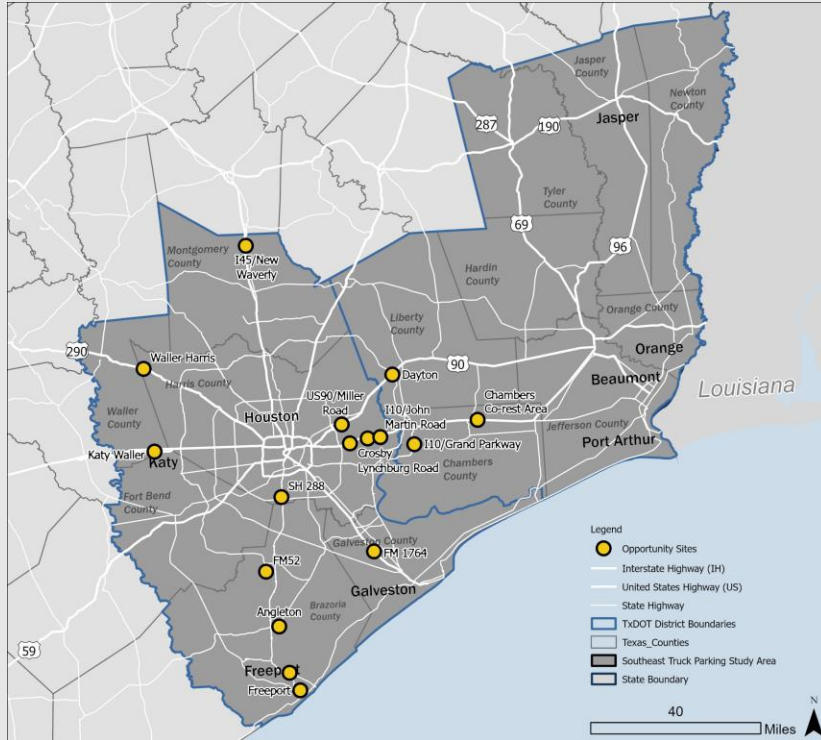 Jasper
County
Newton
County
287
190
Jasper
Tyler
County
69
96
Montgomery
County
I45/New
Waverly
Hardin
County
Liberty
County
Orange County
290
Waller Harris
90
Orange
Harris County
Dayton
Beaumont
Louisiana
US90/Miller
Road
Chambers
Co-rest Area
Waller
County
Houston
I10/John
Martin Road
Jefferson County
Port Arthur
Katy Waller
Katy
Crosby
I10/Grand Parkway
Lynchburg Road
Chambers
County
Fort Bend
County
SH 288
Galveston County
FM 1764
FM52
Galveston
Angleton
Brazoria
County
59
Freeport
Freeport
Legend
Opportunity Sites
Interstate Highway (IH)
United States Highway (US)
State Highway
TxDOT District Boundaries
Texas_Counties
Southeast Truck Parking Study Area
State Boundary
N
40
Miles